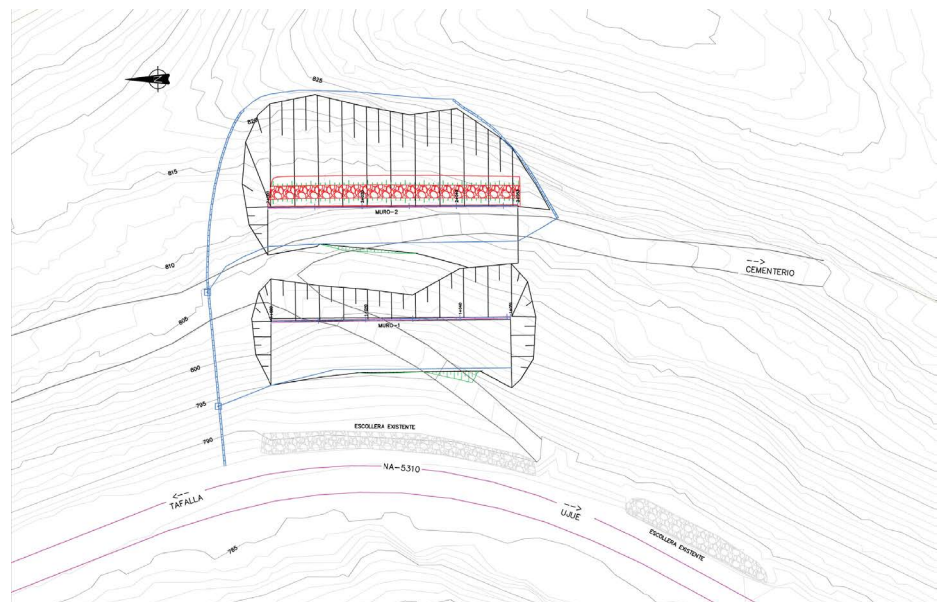 825
N
820
815
MURO-2
810
-->
CEMENTERIO
805
MURO-1
800
795
ESCOLLERA EXISTENTE
790
NA-5310
<--
TAFALLA
-->
UJUE
ESCOLLERA EXISTENTE
785